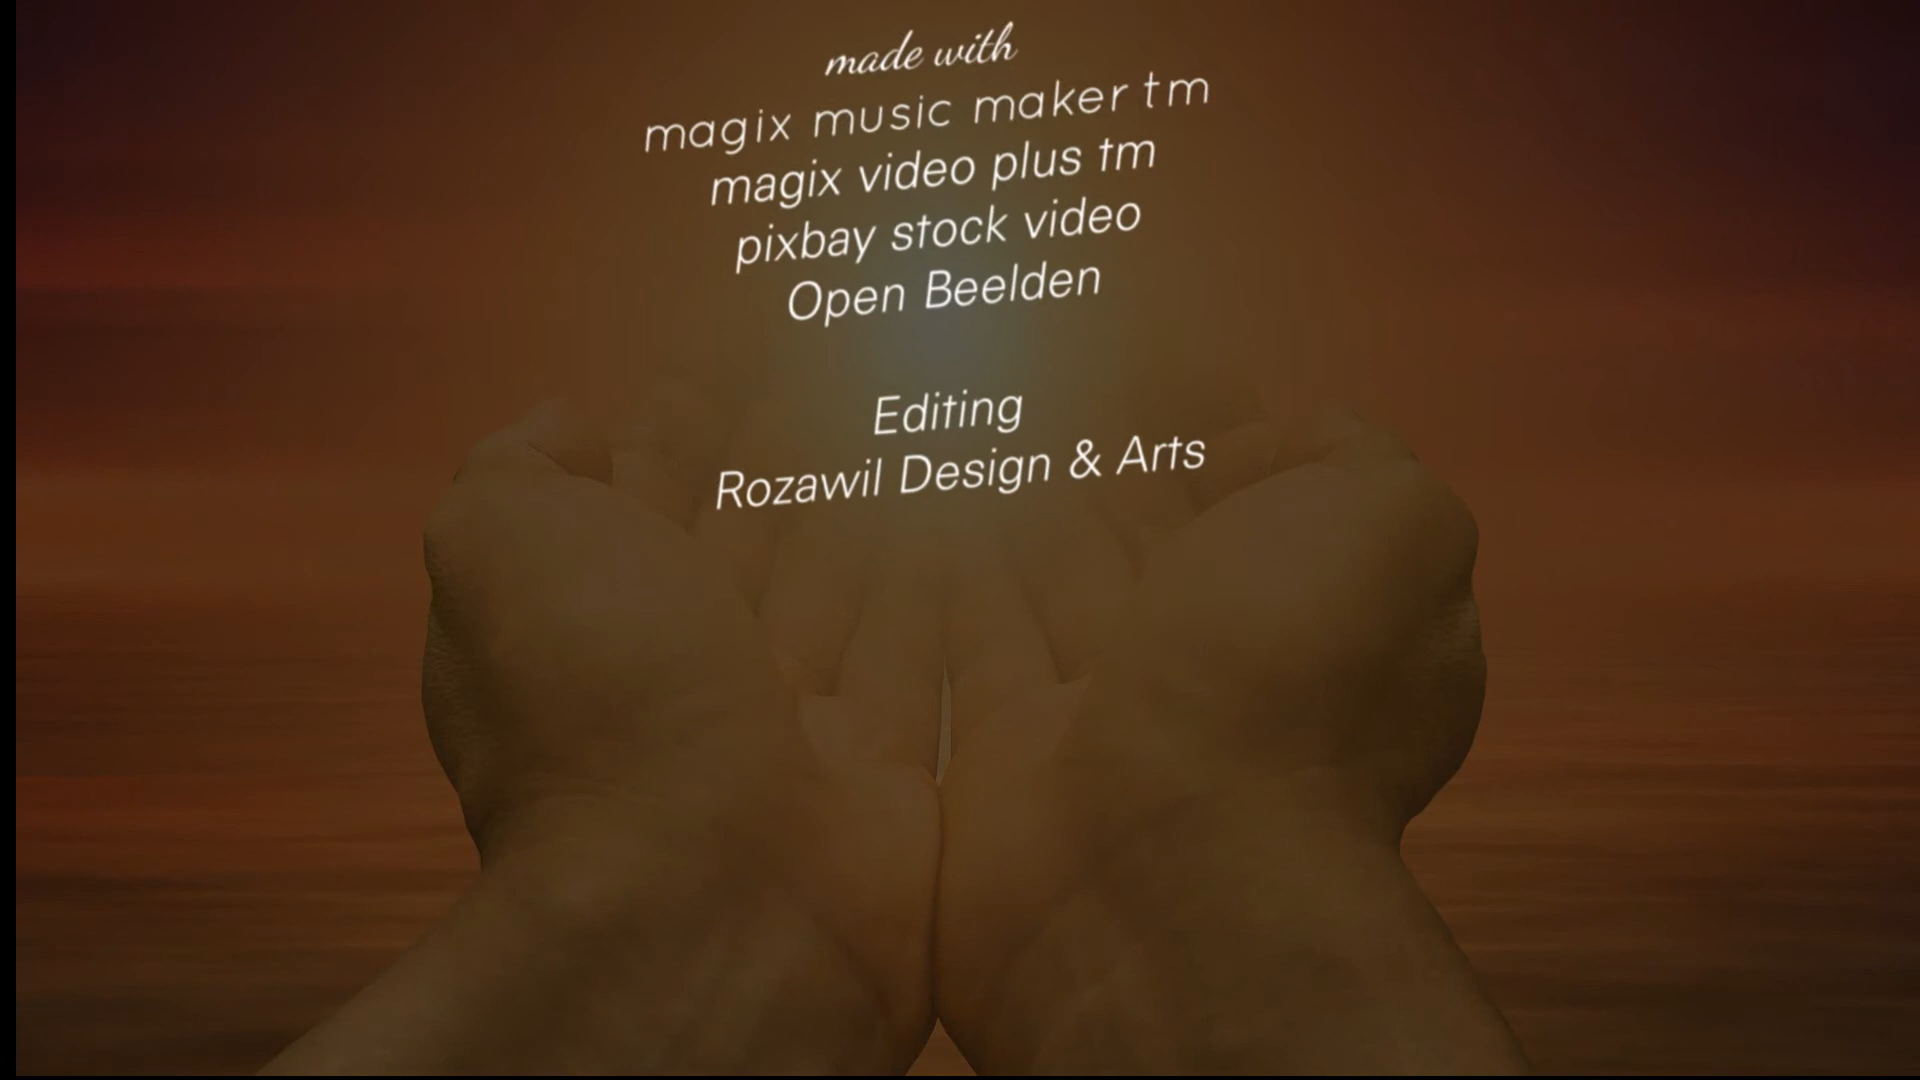 made with
magix music maker tm
magix video plus tm
pixbay stock video
Open Beelden
Editing
Rozawil Design & Arts